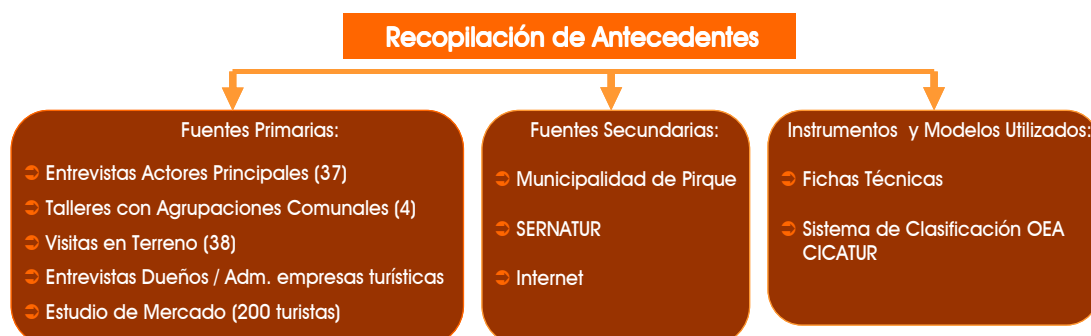 Recopilación de Antecedentes
Fuentes Primarias:
Entrevistas Actores Principales (37)
Talleres con Agrupaciones Comunales (4)
Visitas en Terreno (38)
Entrevistas Dueños / Adm. empresas turísticas
Estudio de Mercado (200 turistas)
Fuentes Secundarias:
Municipalidad de Pirque
SERNATUR
Internet
Instrumentos y Modelos Utilizados:
Fichas Técnicas
Sistema de Clasificación OEA
CICATUR